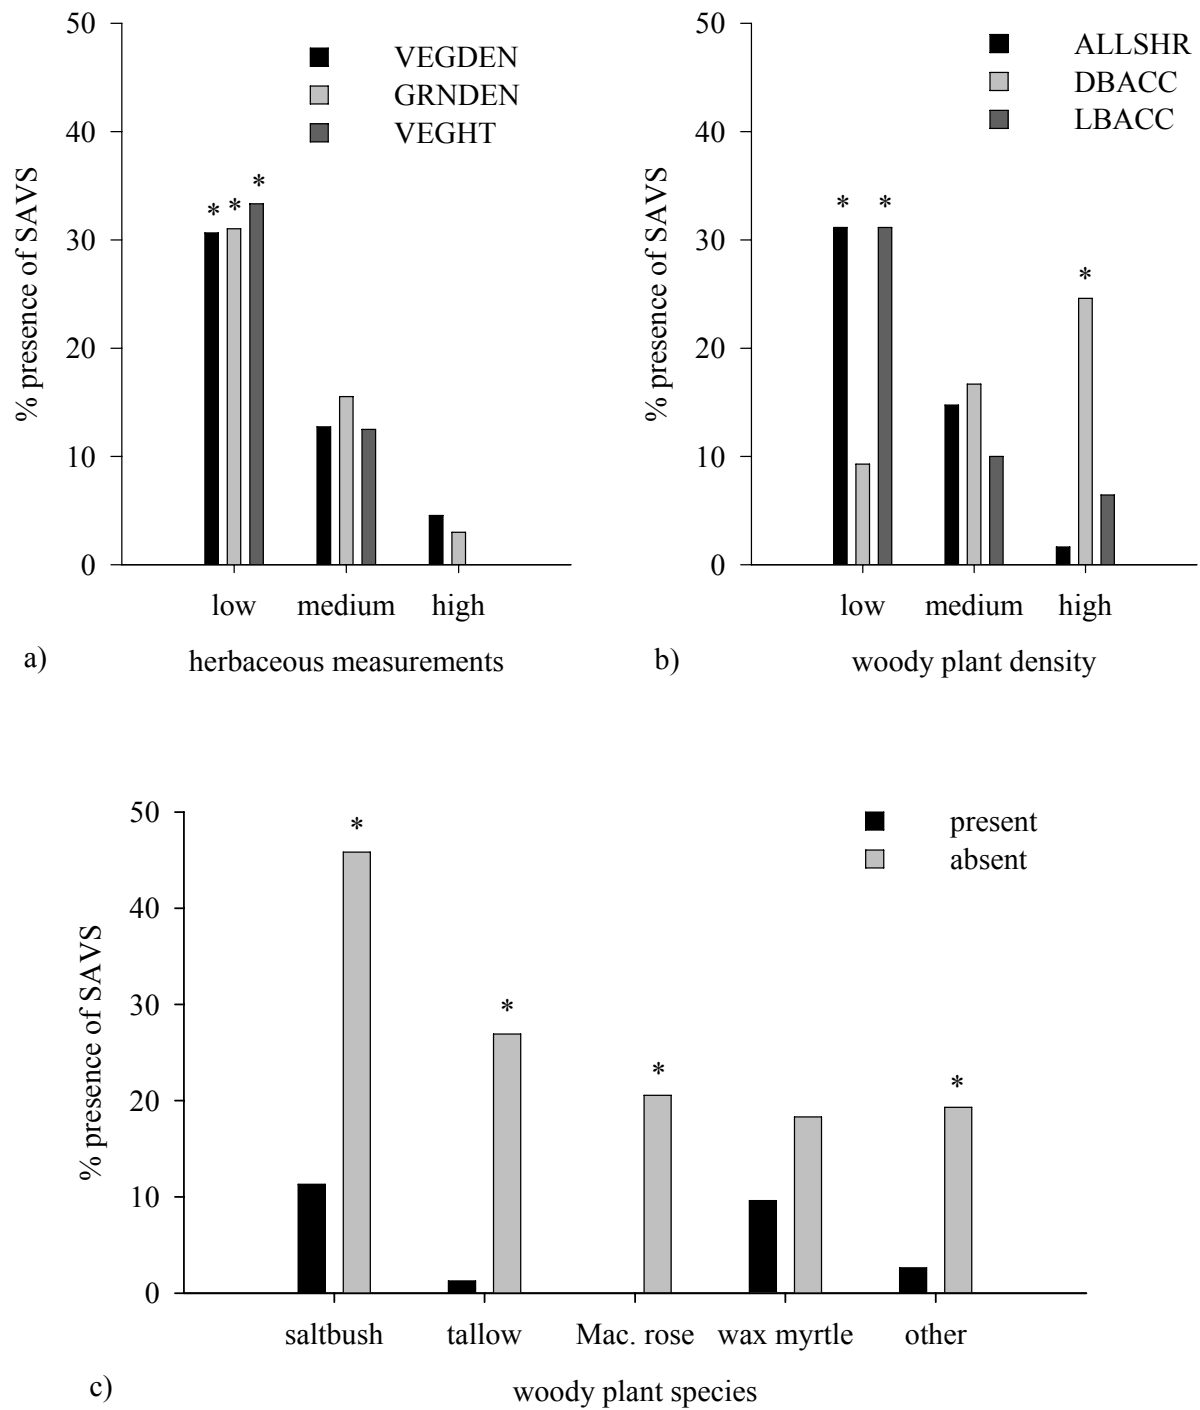 50
40
30
20
10
0
% presence of SAVS
VEGDEN
GRNDEN
VEGHT
* * *
low medium high
a) herbaceous measurements
50
40
30
20
10
0
% presence of SAVS
ALLSHR
DBACC
LBACC
* * *
low medium high
b) woody plant density
50
40
30
20
10
0
% presence of SAVS
present
absent
* * * *
saltbush tallow Mac. rose wax myrtle other
c) woody plant species